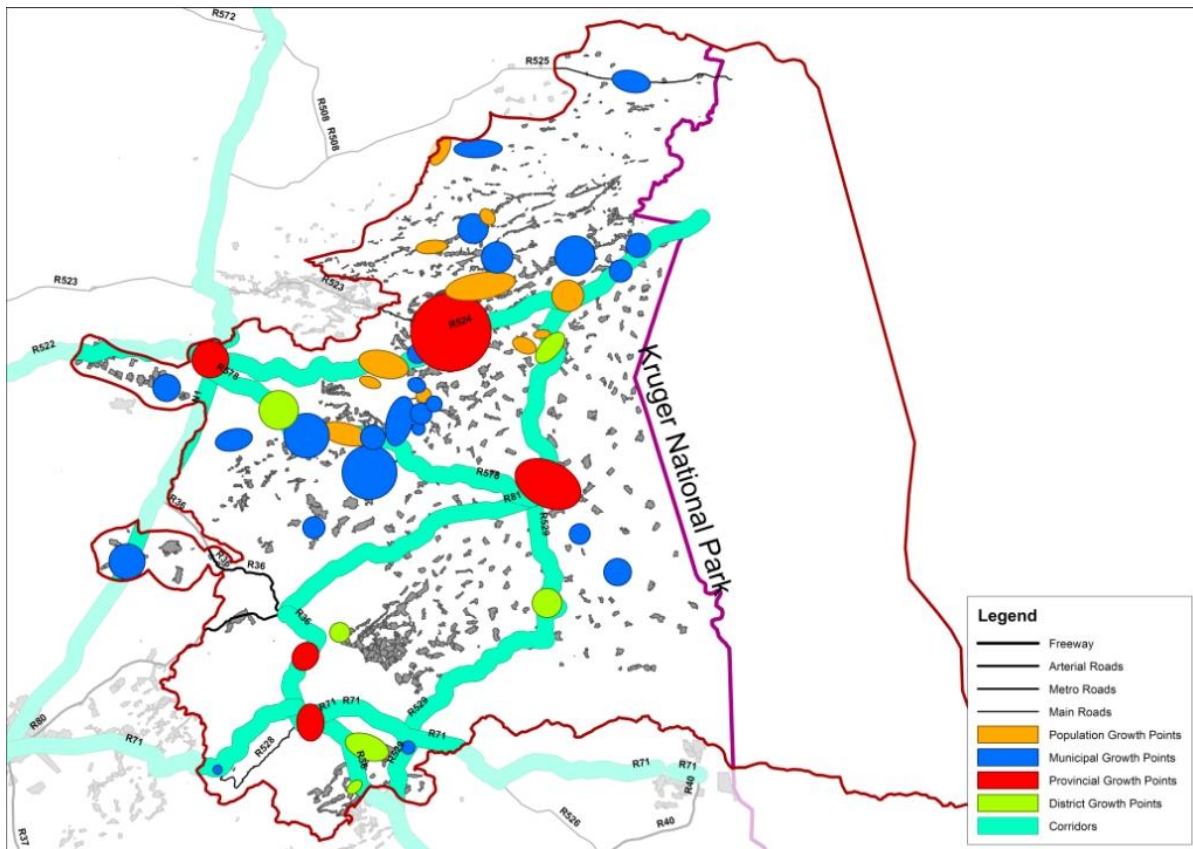 R572
R525
R508
R508
R523
R523
R524
R522
R578
N1
R578
R81
R529
R36
R36
R36
R36
Kruger National Park
R71
R71
R529
R71
R528
R36
R529
R80
R71
R71
R71
R40
R526
R40
R37
Legend
Freeway
Arterial Roads
Metro Roads
Main Roads
Population Growth Points
Municipal Growth Points
Provincial Growth Points
District Growth Points
Corridors